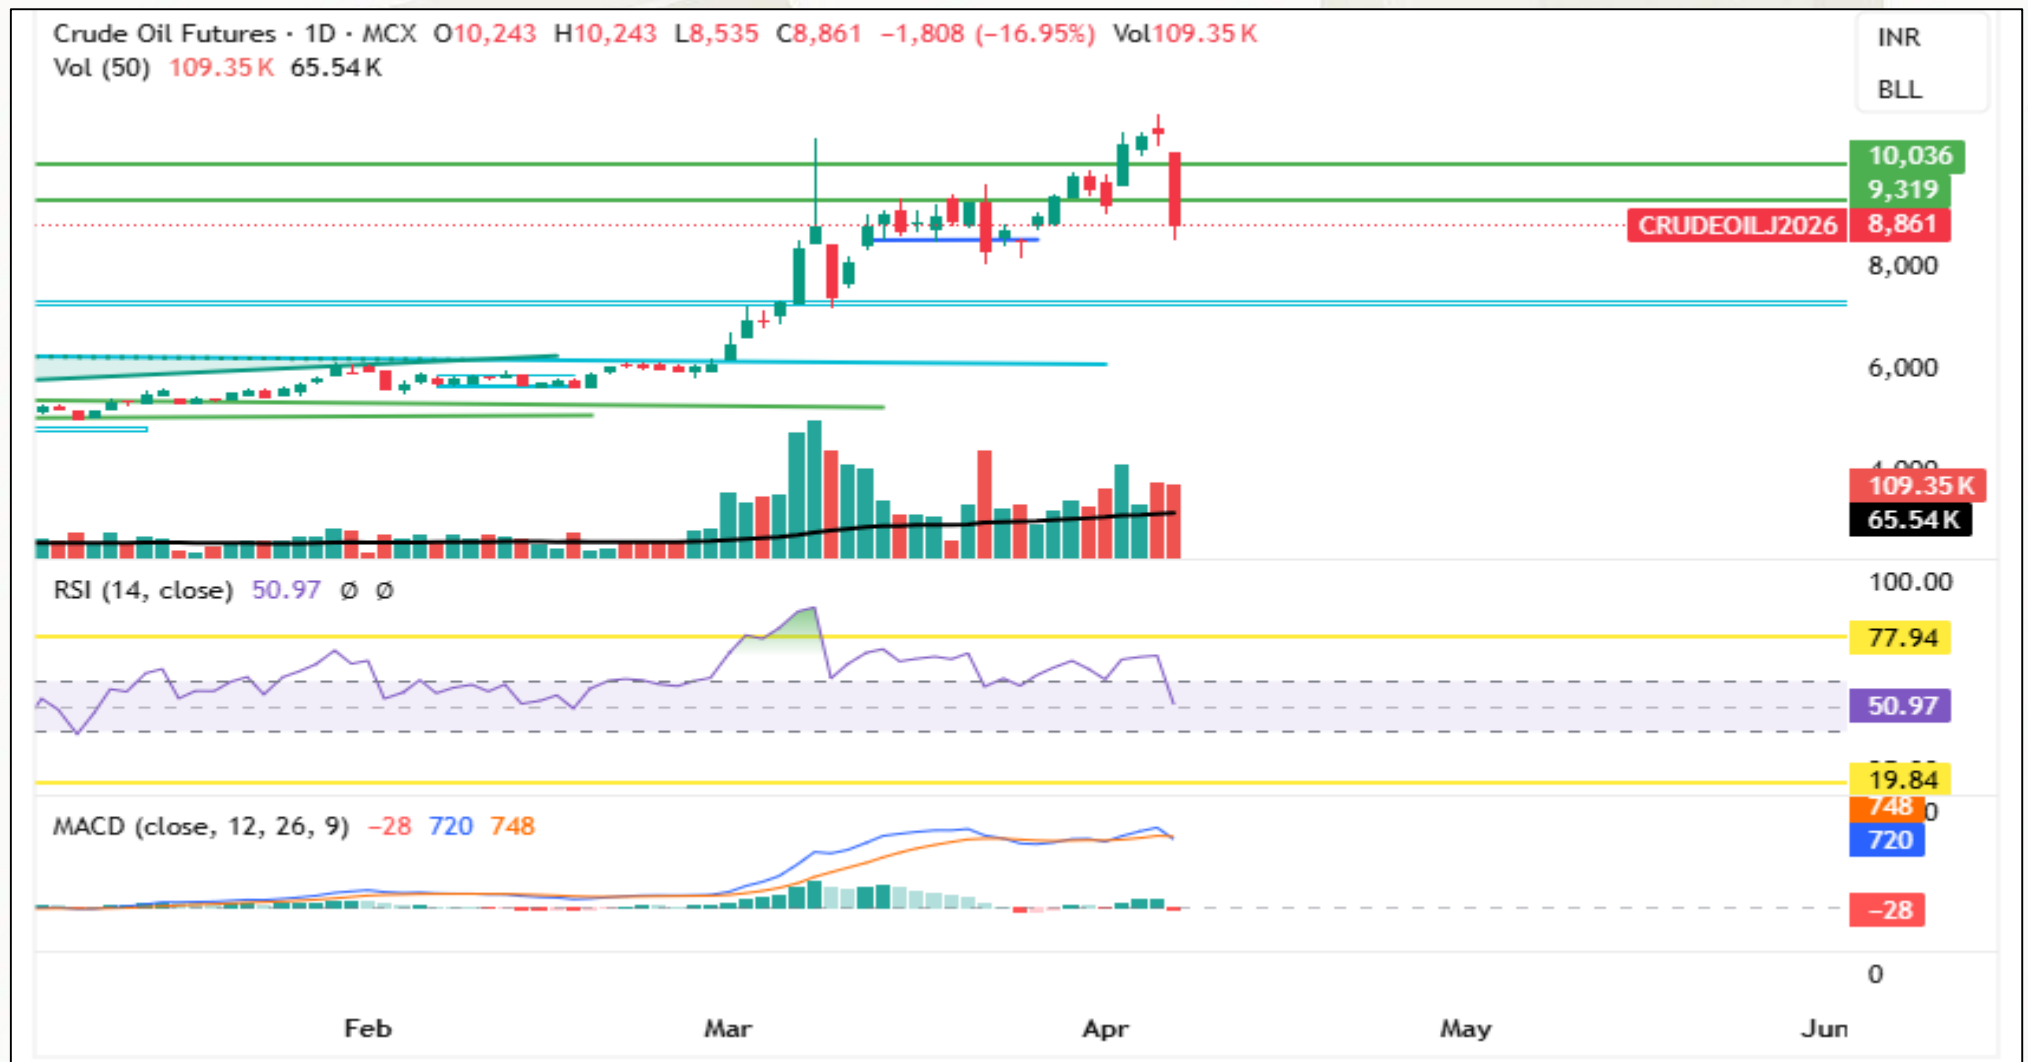 Crude Oil Futures · 1D · MCX O10,243 H10,243 L8,535 C8,861 −1,808 (−16.95%) Vol109.35 K
Vol (50) 109.35 K 65.54 K
INR
BLL
10,036
9,319
CRUDEOILJ2026 8,861
8,000
6,000
109.35 K
65.54 K
RSI (14, close) 50.97 Ø Ø
100.00
77.94
50.97
19.84
MACD (close, 12, 26, 9) −28 720 748
748
720
−28
0
Feb Mar Apr May Jun